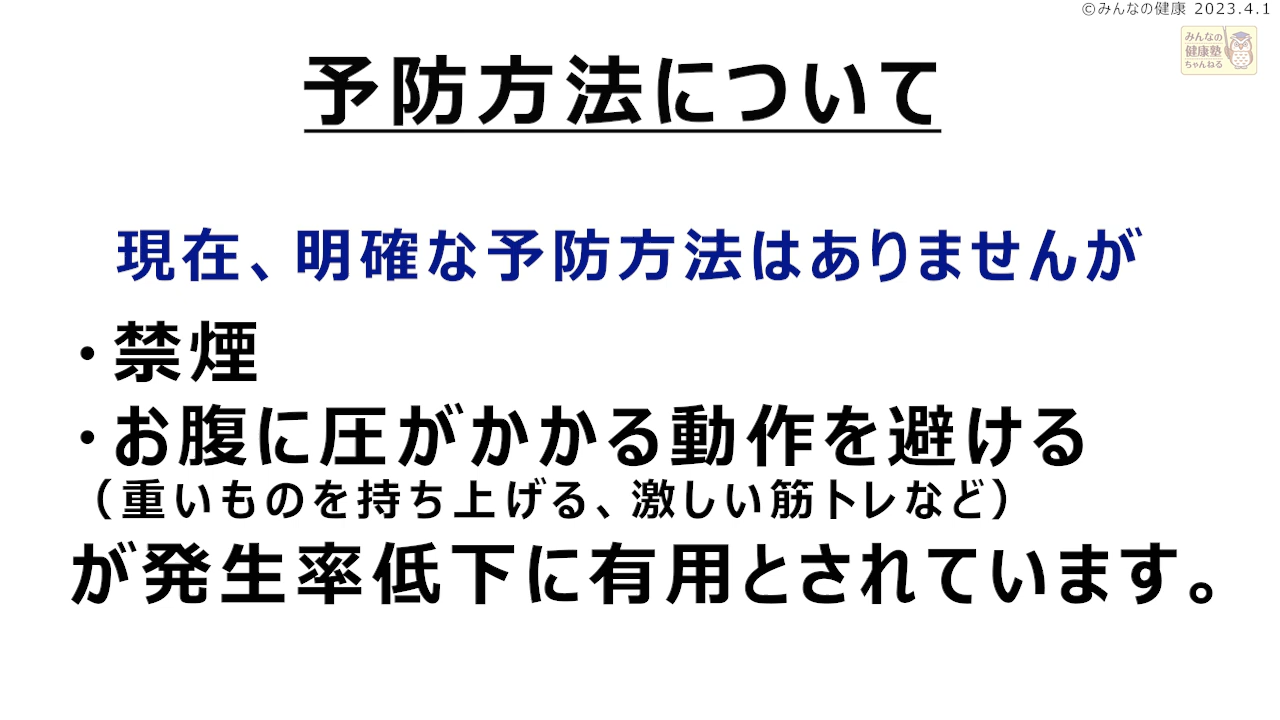 ©みんなの健康 2023.4.1
みんなの
健康塾
ちゃんねる
予防方法について
現在、明確な予防方法はありませんが
・禁煙
・お腹に圧がかかる動作を避ける
（重いものを持ち上げる、激しい筋トレなど）
が発生率低下に有用とされています。